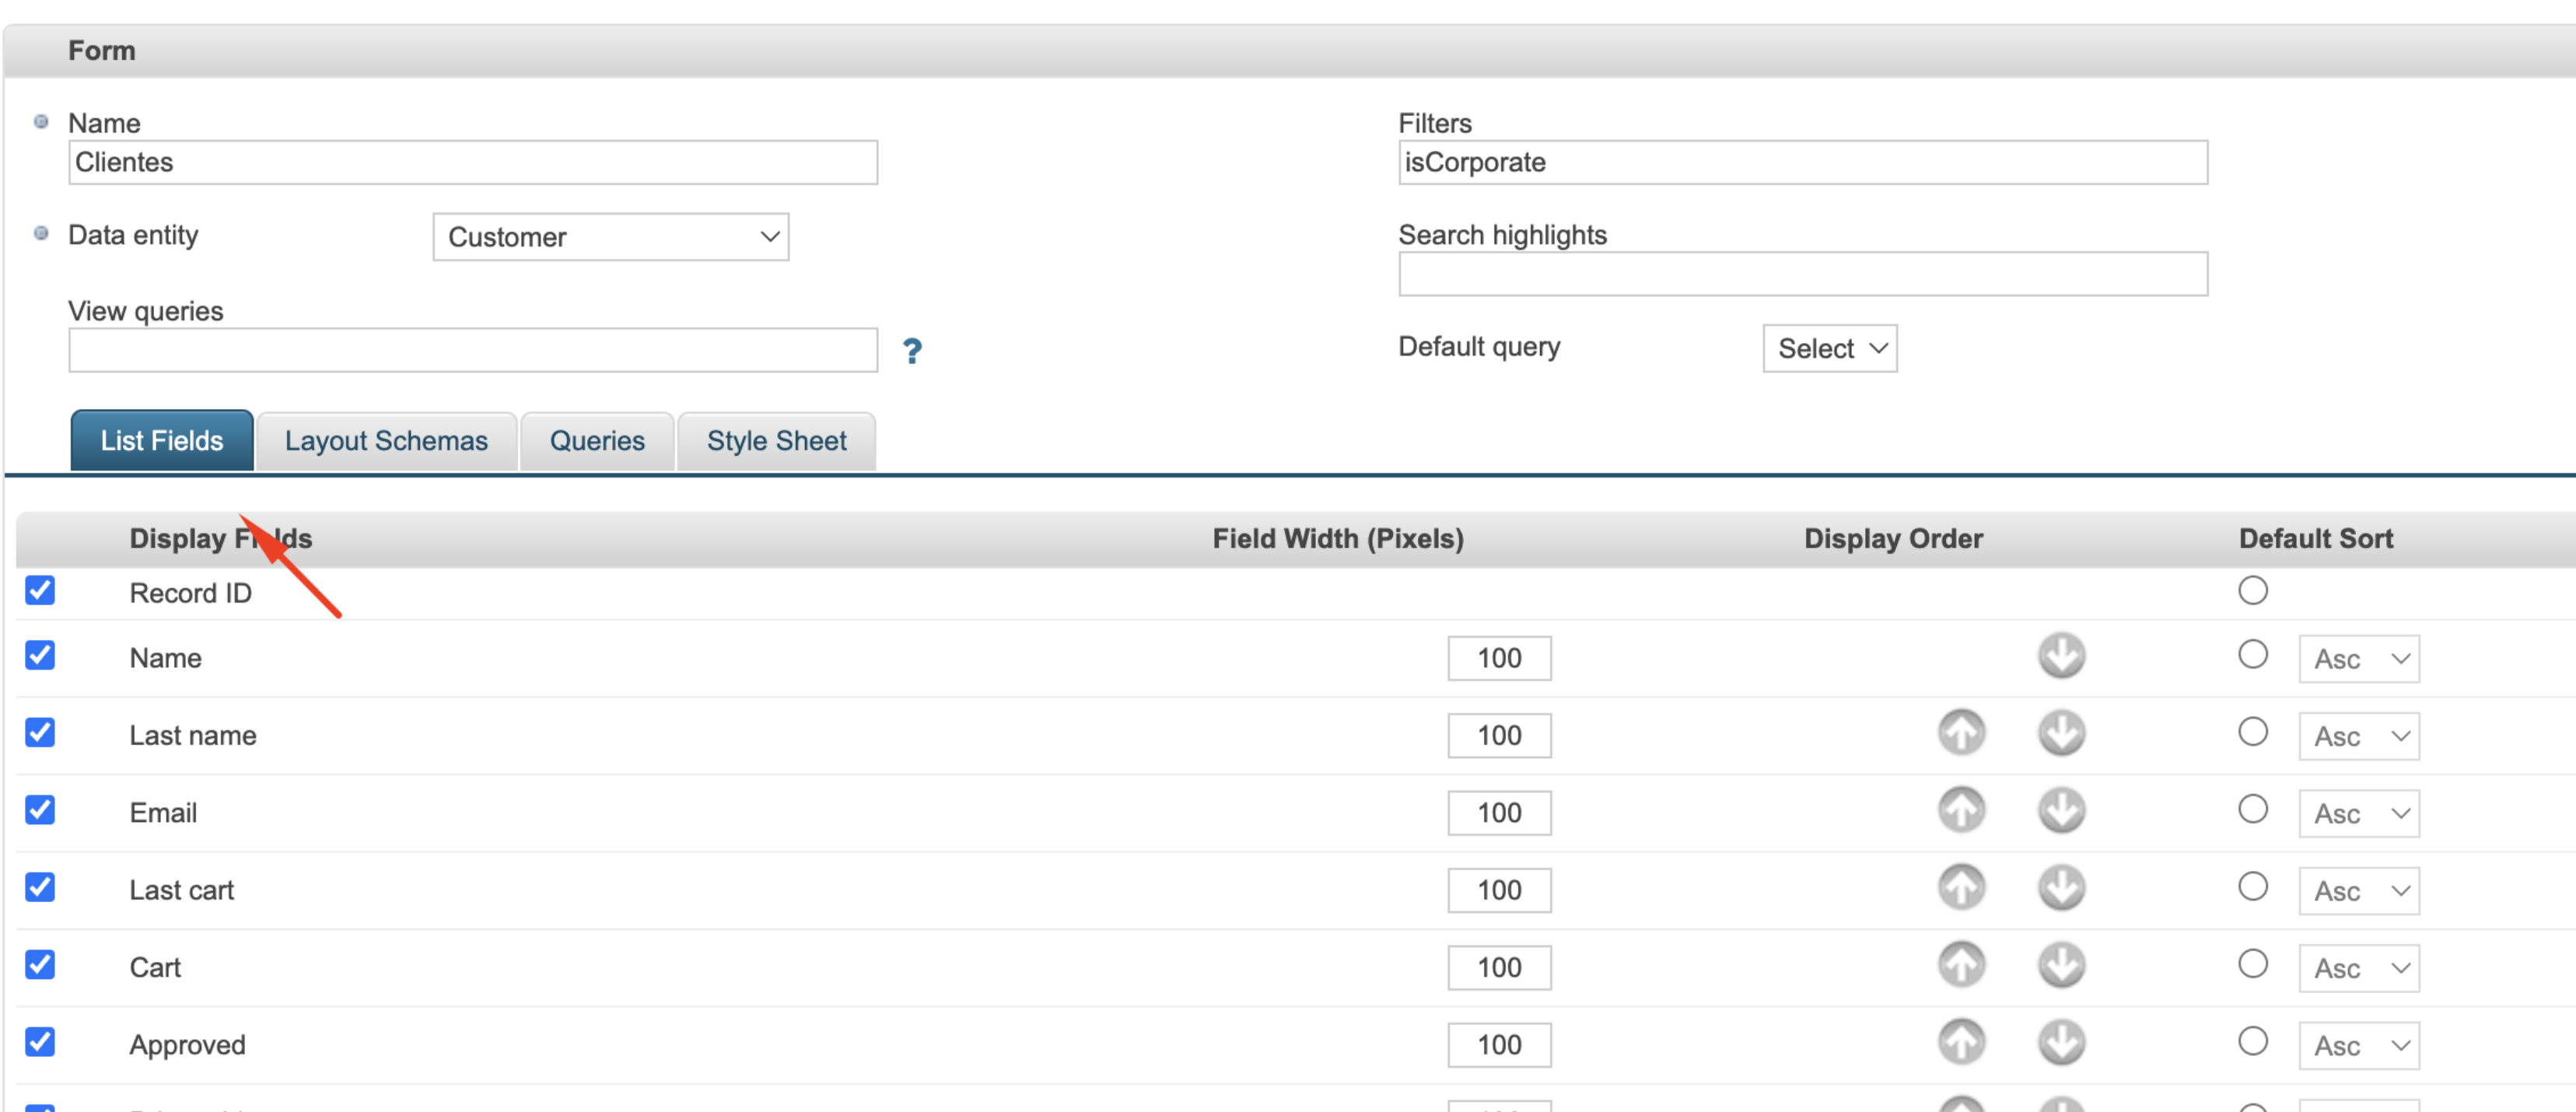 Form
Name
Clientes
Filters
isCorporate
Data entity
Customer
Search highlights
View queries
?
Default query
Select
List Fields
Layout Schemas
Queries
Style Sheet
Display Fields
Field Width (Pixels)
Display Order
Default Sort
Record ID
Name
100
Asc
Last name
100
Asc
Email
100
Asc
Last cart
100
Asc
Cart
100
Asc
Approved
100
Asc